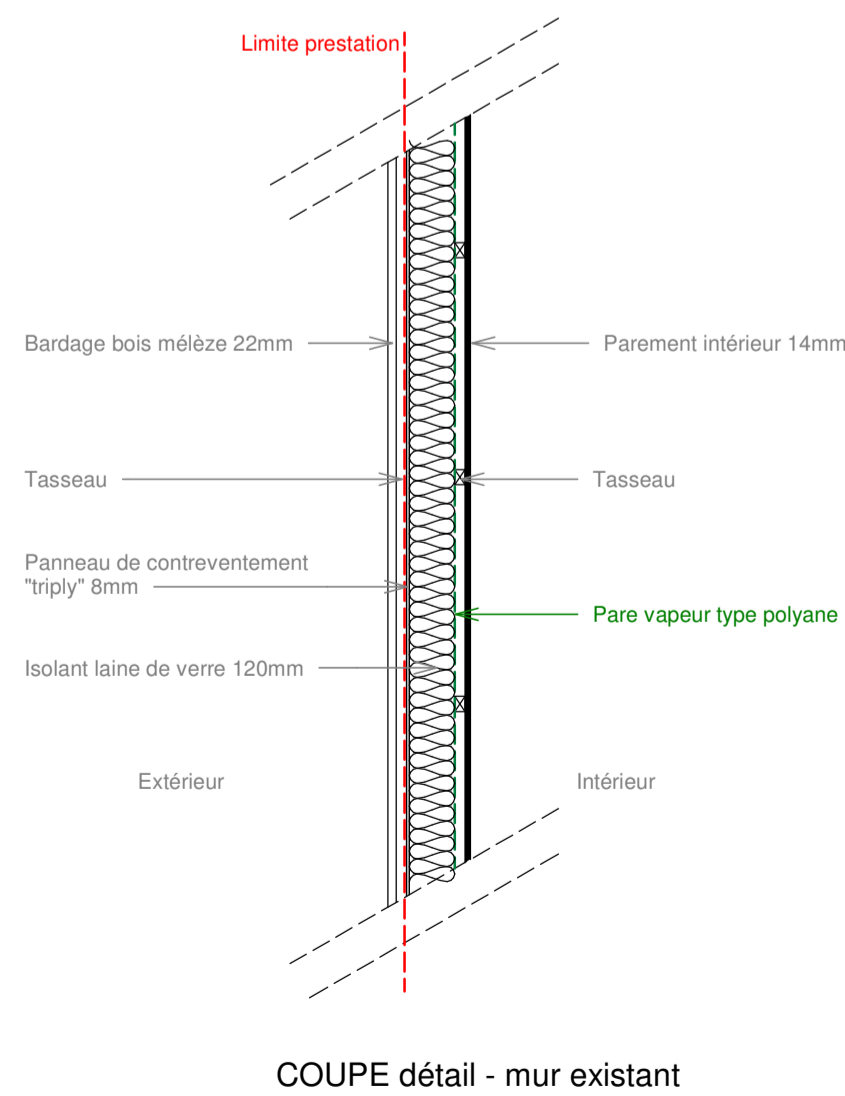 Limite prestation
Bardage bois mélèze 22mm
Parement intérieur 14mm
Tasseau
Tasseau
Panneau de contreventement
"triply" 8mm
Pare vapeur type polyane
Isolant laine de verre 120mm
Extérieur
Intérieur
COUPE détail - mur existant